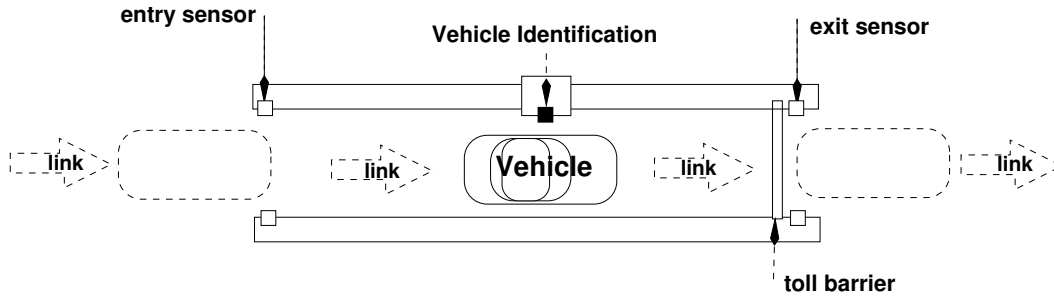 entry sensor
Vehicle Identification
exit sensor
link
link
Vehicle
link
link
toll barrier